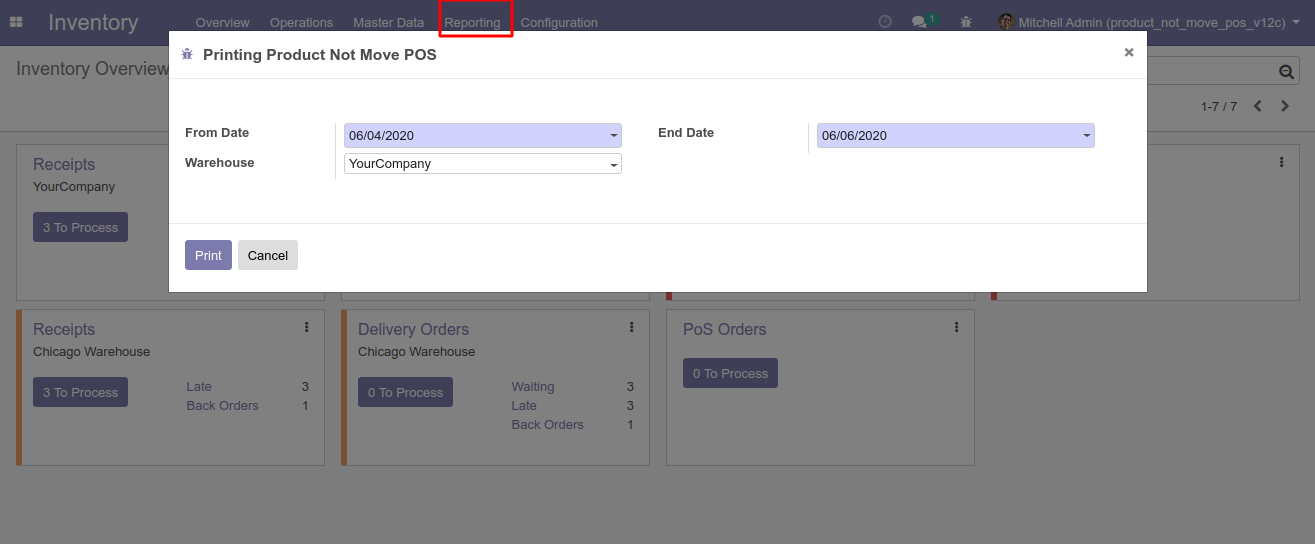 Inventory Overview Operations Master Data Reporting Configuration 1 Mitchell Admin (product_not_move_pos_v12c)
Printing Product Not Move POS ×
Inventory Overview
1-7 / 7
From Date 06/04/2020 End Date 06/06/2020
Warehouse YourCompany
Print Cancel
Receipts
YourCompany
3 To Process
Receipts
Chicago Warehouse
3 To Process
Late 3
Back Orders 1
Delivery Orders
Chicago Warehouse
0 To Process
Waiting 3
Late 3
Back Orders 1
PoS Orders
0 To Process